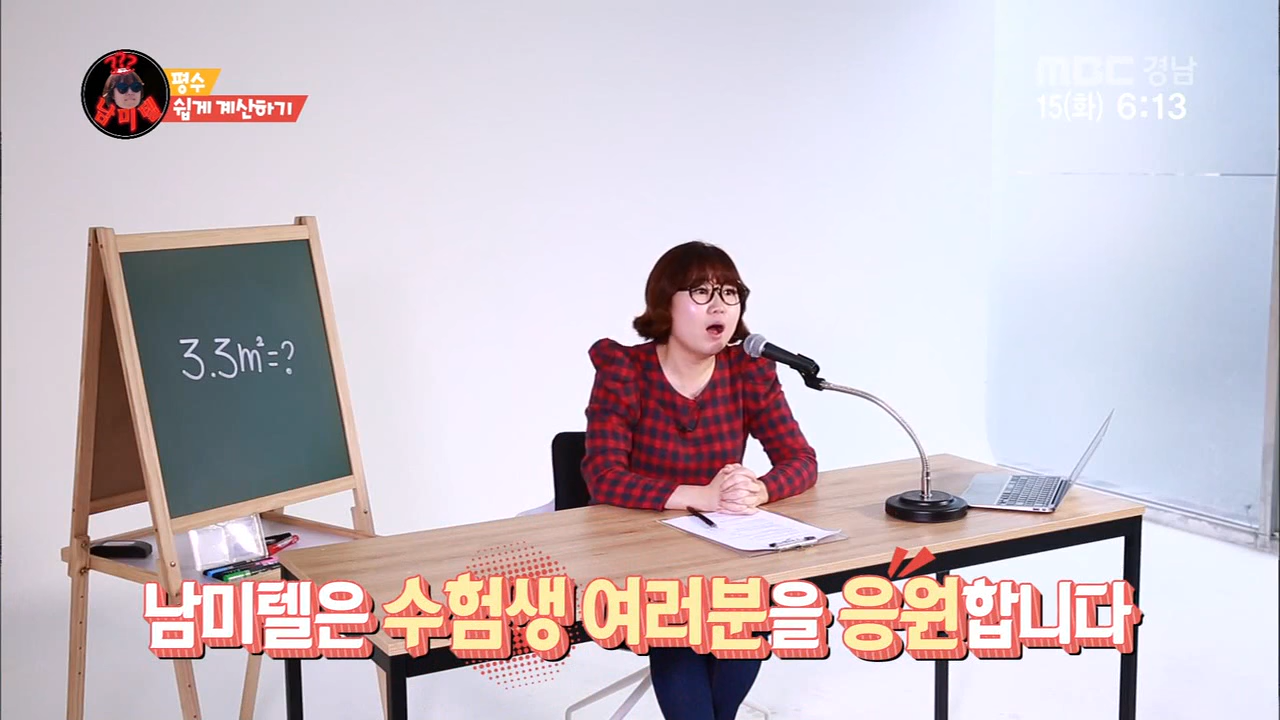 ???
남미텔
평수
쉽게 계산하기
MBC 경남
15(화) 6:13
3.3m²=?
남미텔은 수험생 여러분을 응원합니다